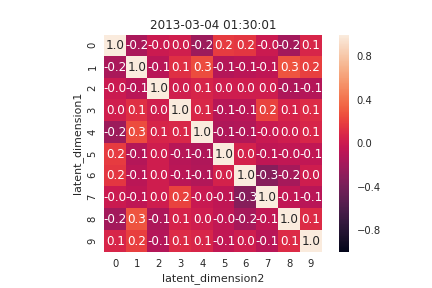 2013-03-04 01:30:01
latent_dimension1
0 1.0 -0.2 -0.0 0.0 -0.2 0.2 0.2 -0.0 -0.2 0.1
1 -0.2 1.0 -0.1 0.1 0.3 -0.1 -0.1 -0.1 0.3 0.2
2 -0.0 -0.1 1.0 0.0 0.1 0.0 0.0 0.0 -0.1 -0.1
3 0.0 0.1 0.0 1.0 0.1 -0.1 -0.1 0.2 0.1 0.1
4 -0.2 0.3 0.1 0.1 1.0 -0.1 -0.1 -0.0 0.0 0.1
5 0.2 -0.1 0.0 -0.1 -0.1 1.0 0.0 -0.1 -0.0 -0.1
6 0.2 -0.1 0.0 -0.1 -0.1 0.0 1.0 -0.3 -0.2 0.0
7 -0.0 -0.1 0.0 0.2 -0.0 -0.1 -0.3 1.0 -0.1 -0.1
8 -0.2 0.3 -0.1 0.1 0.0 -0.0 -0.2 -0.1 1.0 0.1
9 0.1 0.2 -0.1 0.1 0.1 -0.1 0.0 -0.1 0.1 1.0
0 1 2 3 4 5 6 7 8 9
latent_dimension2
0.8
0.4
0.0
−0.4
−0.8